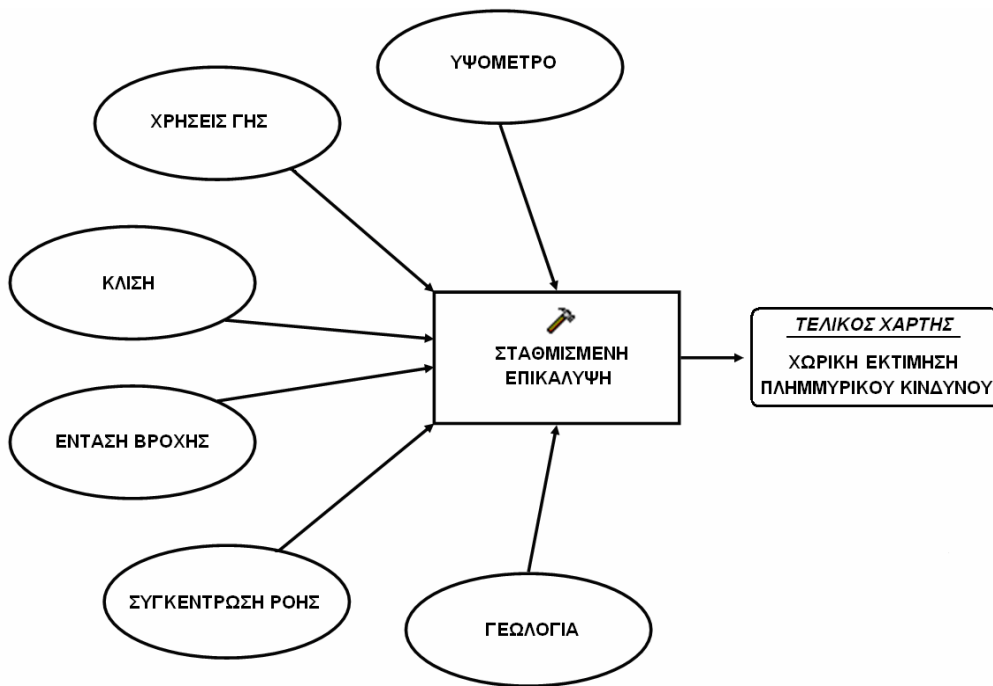 ΥΨΟΜΕΤΡΟ
ΧΡΗΣΕΙΣ ΓΗΣ
ΚΛΙΣΗ
ΕΝΤΑΣΗ ΒΡΟΧΗΣ
ΣΥΓΚΕΝΤΡΩΣΗ ΡΟΗΣ
ΓΕΩΛΟΓΙΑ
ΣΤΑΘΜΙΣΜΕΝΗ
ΕΠΙΚΑΛΥΨΗ
ΤΕΛΙΚΟΣ ΧΑΡΤΗΣ
ΧΩΡΙΚΗ ΕΚΤΙΜΗΣΗ
ΠΛΗΜΜΥΡΙΚΟΥ ΚΙΝΔΥΝΟΥ